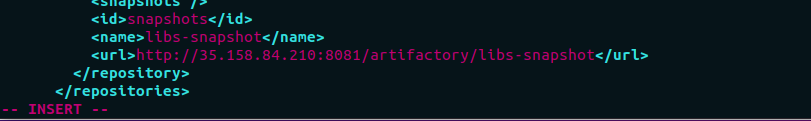 <snapshots />
<id>snapshots</id>
<name>libs-snapshot</name>
<url>http://35.158.84.210:8081/artifactory/libs-snapshot</url>
</repository>
</repositories>
-- INSERT --